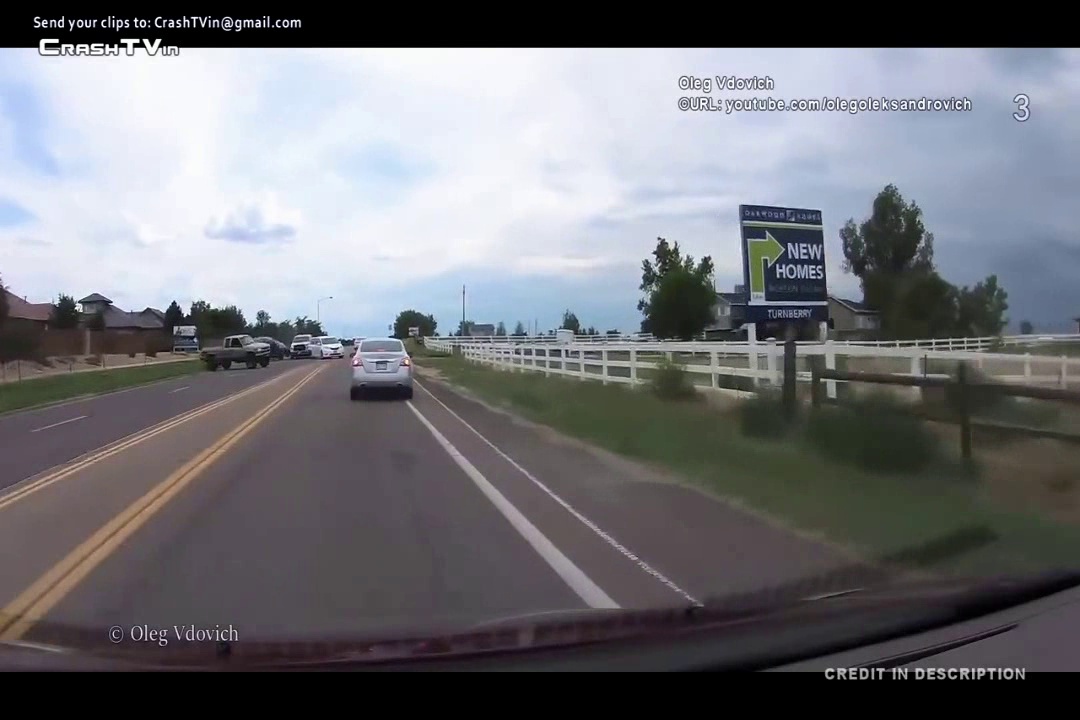 Send your clips to: CrashTVin@gmail.com
CRASHTVIN
Oleg Vdovich
©URL: youtube.com/olegoleksandrovich
3
NEW
HOMES
TURNBERRY
© Oleg Vdovich
CREDIT IN DESCRIPTION